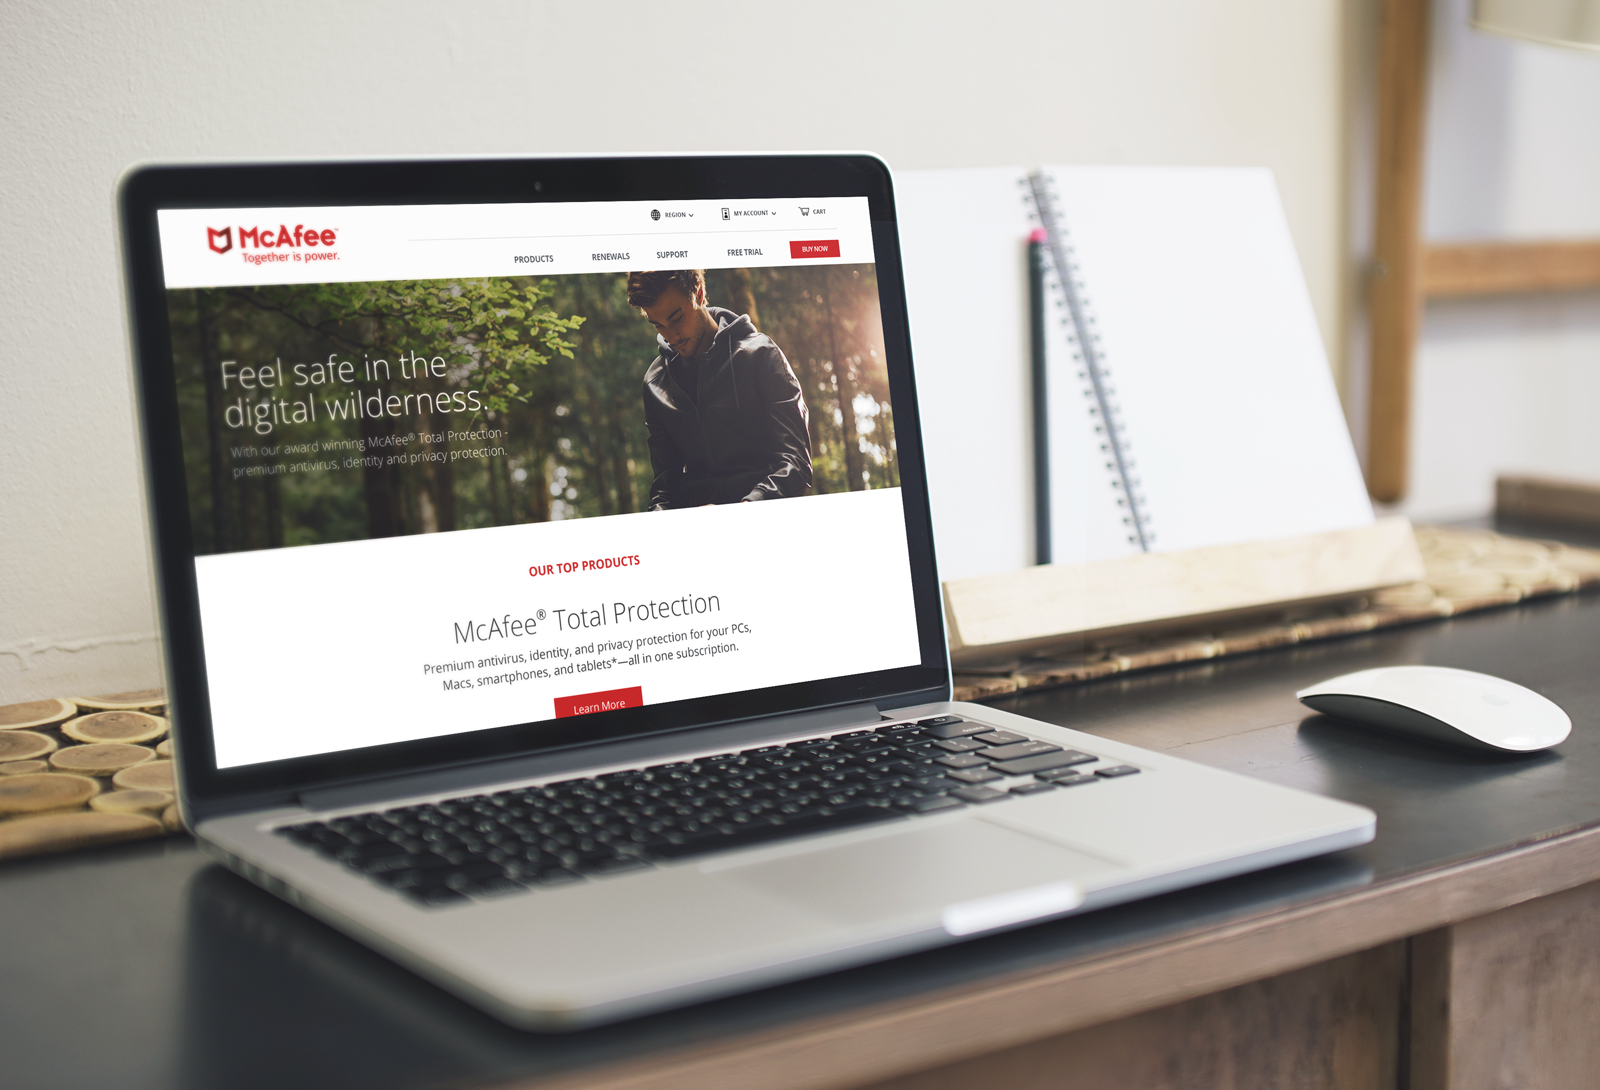 McAfee™
Together is power.
REGION
MY ACCOUNT
CART
PRODUCTS
RENEWALS
SUPPORT
FREE TRIAL
BUY NOW
Feel safe in the
digital wilderness.
With our award winning McAfee® Total Protection -
premium antivirus, identity and privacy protection.
OUR TOP PRODUCTS
McAfee® Total Protection
Premium antivirus, identity, and privacy protection for your PCs,
Macs, smartphones, and tablets*—all in one subscription.
Learn More